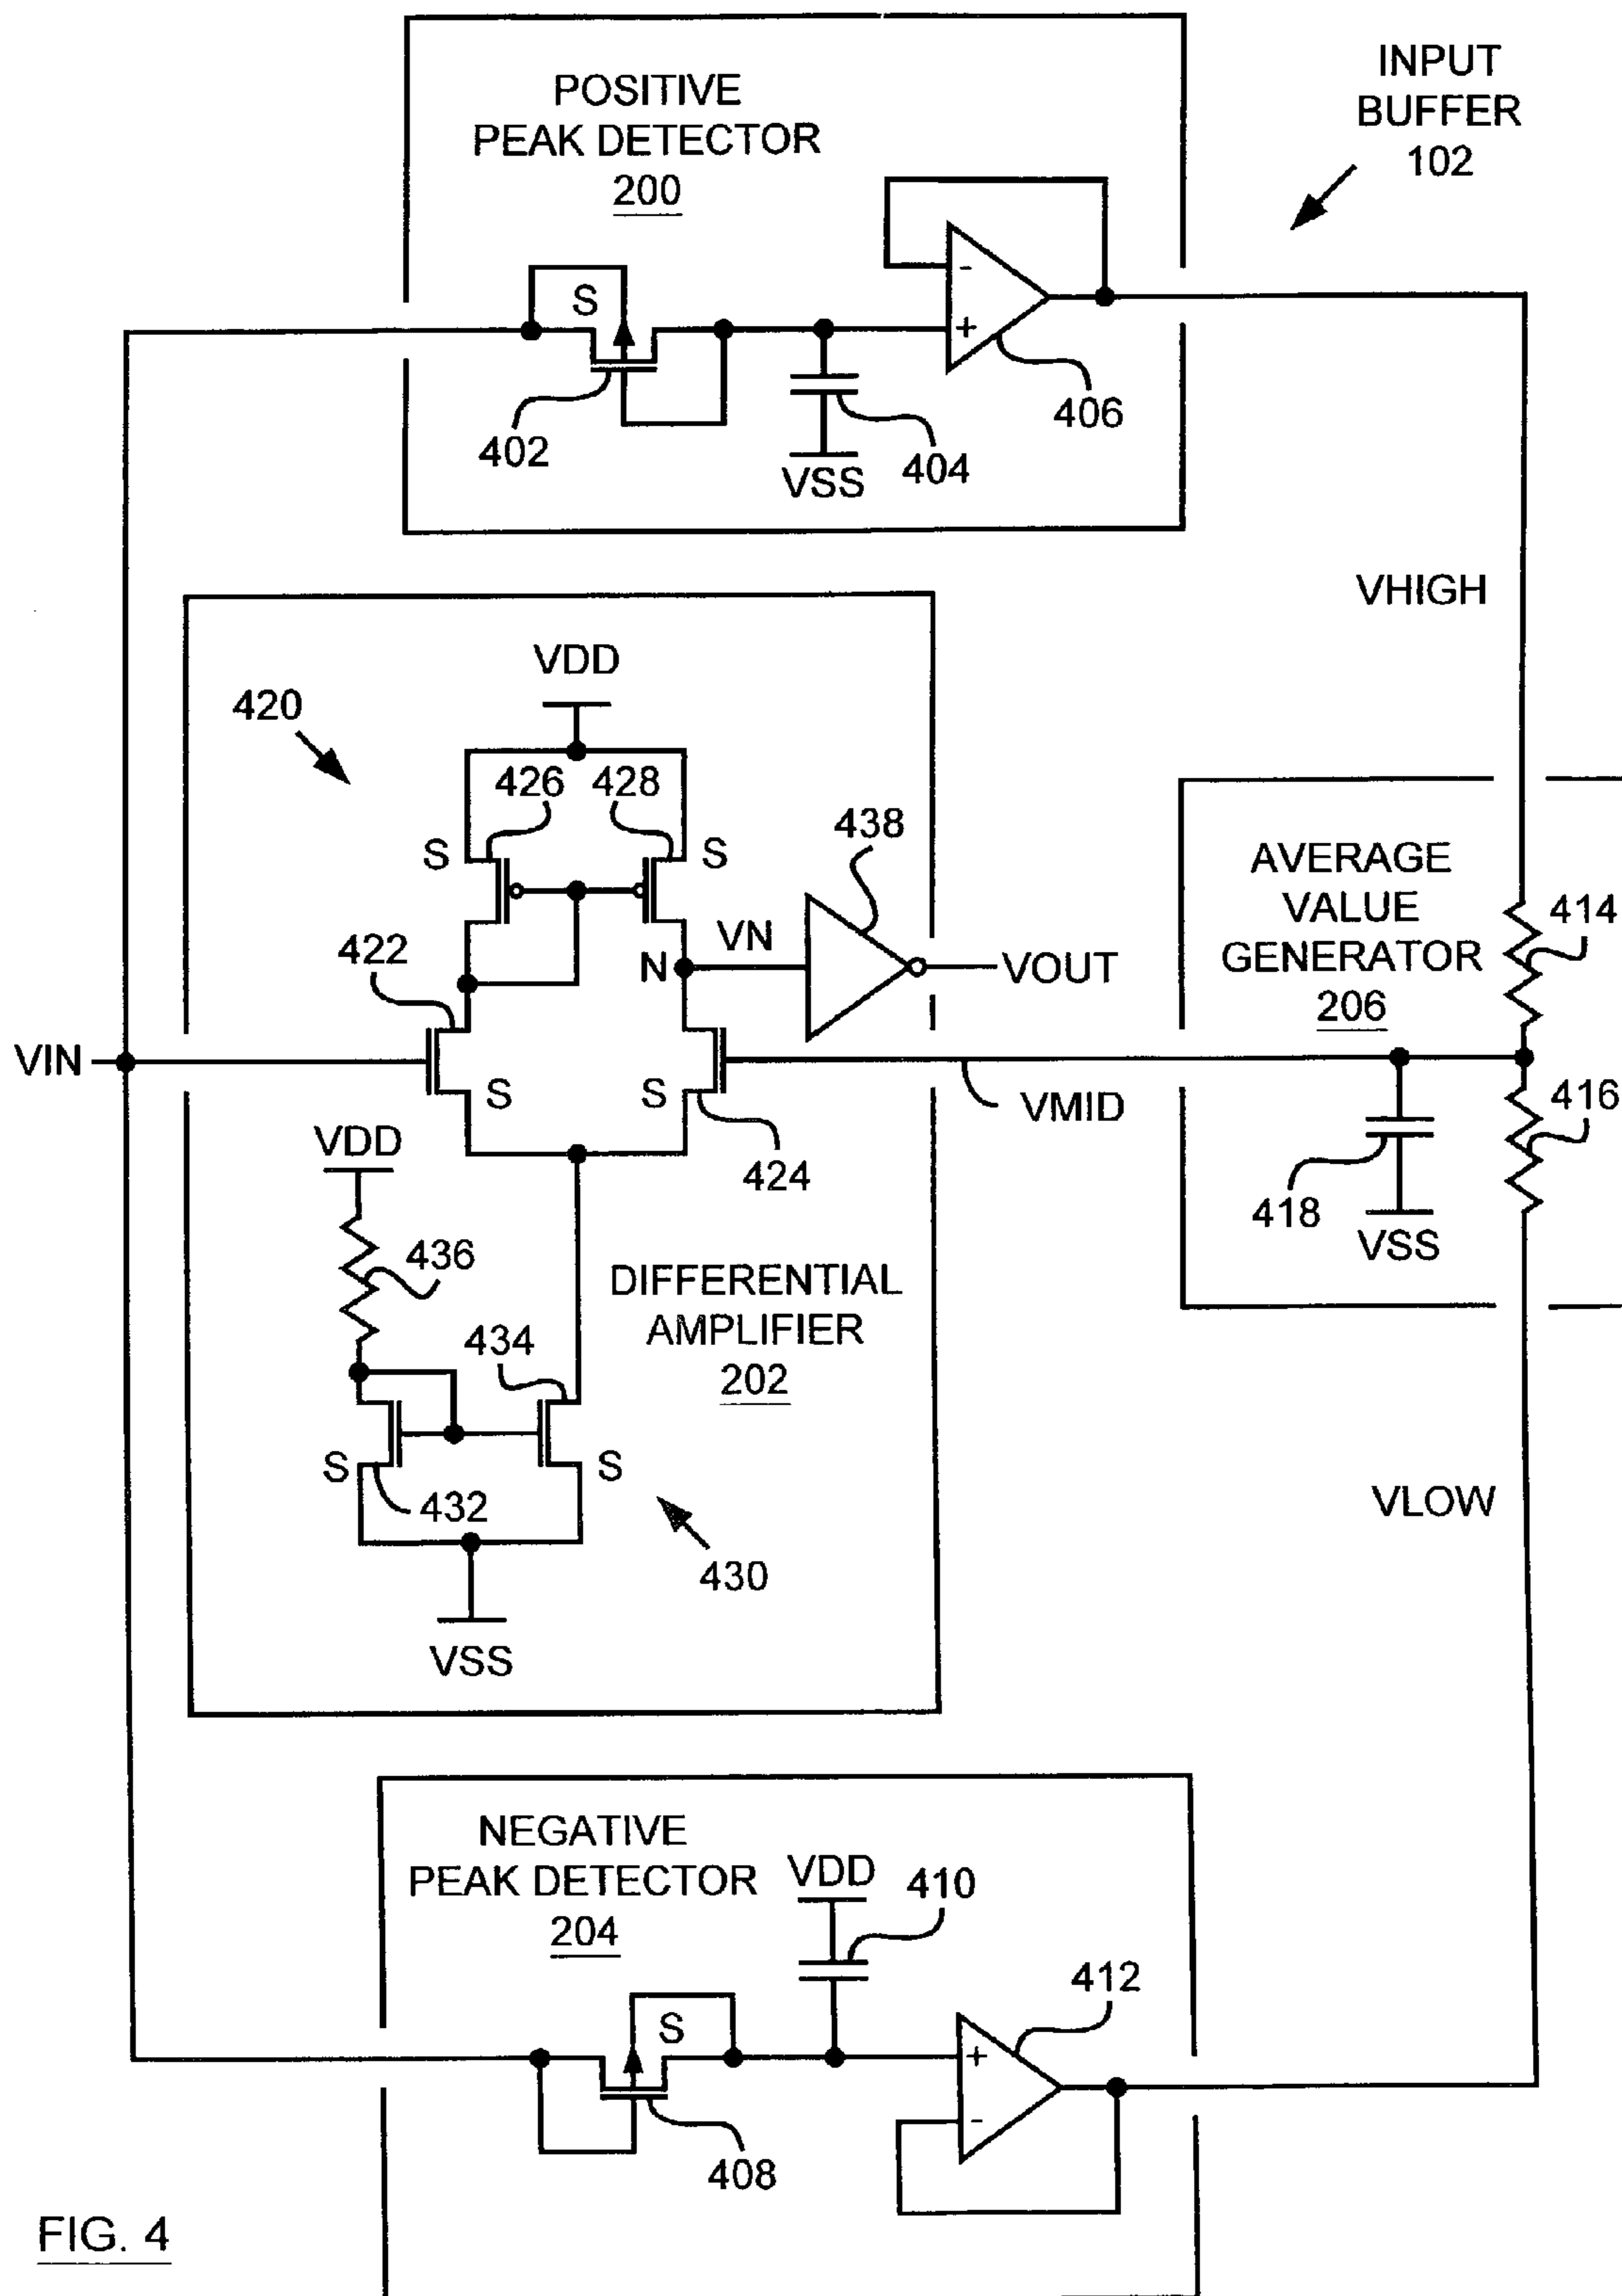 INPUT
BUFFER
102
POSITIVE
PEAK DETECTOR
200
S
-
+
402
VSS
404
406
VHIGH
VDD
420
426
428
S
S
438
422
N
VN
VOUT
AVERAGE
VALUE
GENERATOR
206
414
VIN
S
S
VMID
424
416
418
VSS
VDD
436
434
DIFFERENTIAL
AMPLIFIER
202
S
S
432
430
VSS
VLOW
NEGATIVE
PEAK DETECTOR
204
VDD
410
S
+
-
412
408
FIG. 4